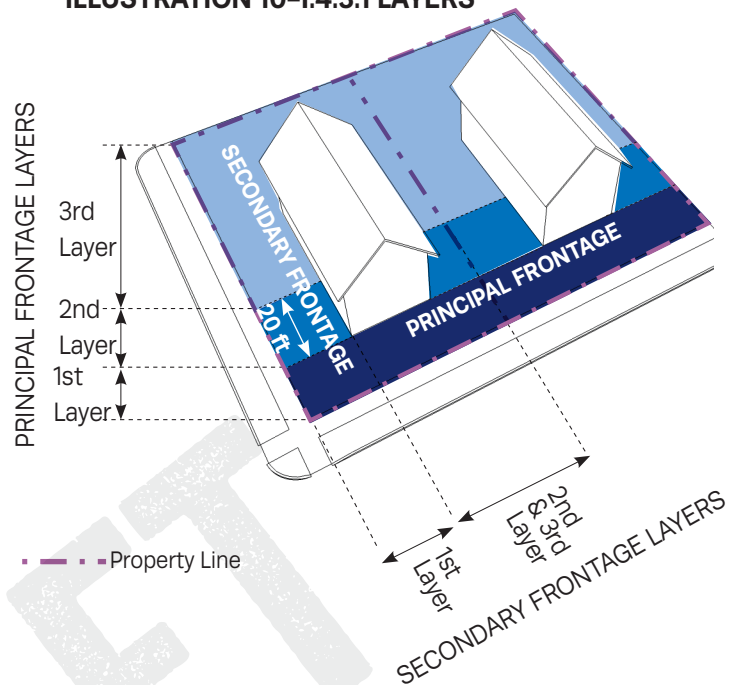 ILLUSTRATION 10-1.4.3.1 LAYERS
PRINCIPAL FRONTAGE LAYERS
3rd
Layer
2nd
Layer
1st
Layer
SECONDARY FRONTAGE
20 ft
PRINCIPAL FRONTAGE
1st
Layer
2nd
& 3rd
Layer
SECONDARY FRONTAGE LAYERS
Property Line
CT